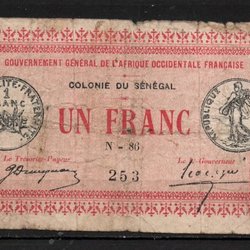 GOUVERNEMENT GÉNÉRAL DE L'AFRIQUE OCCIDENTALE FRANÇAISE
COLONIE DU SÉNÉGAL
1
UN FRANC
N - 86
Le Trésorier-Payeur
Le Gouverneur
253